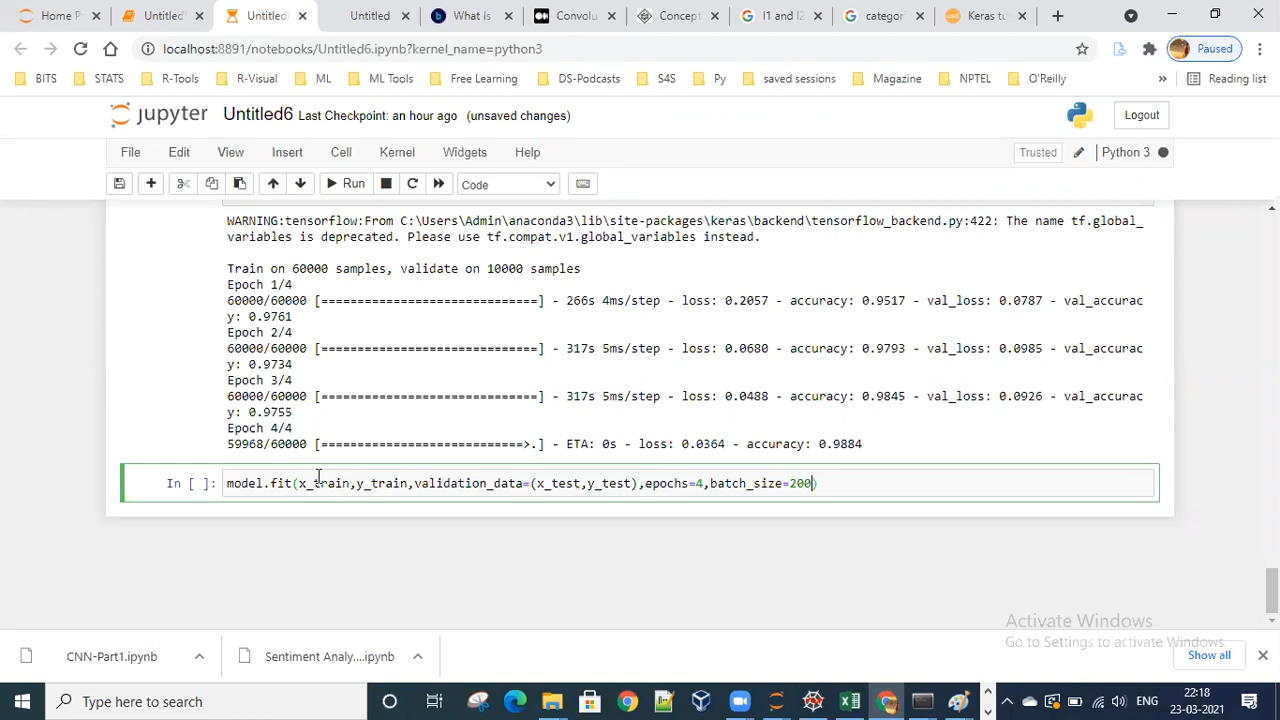 Home P
Untitled
Untitled
Untitled
What is
Convolu
Concept
l1 and l2
categor
Keras tu
localhost:8891/notebooks/Untitled6.ipynb?kernel_name=python3
Paused
BITS
STATS
R-Tools
R-Visual
ML
ML Tools
Free Learning
DS-Podcasts
S4S
Py
saved sessions
Magazine
NPTEL
O'Reilly
»
Reading list
jupyter Untitled6 Last Checkpoint: an hour ago (unsaved changes)
Logout
File Edit View Insert Cell Kernel Widgets Help
Trusted
Python 3
Run
Code
WARNING:tensorflow:From C:\Users\Admin\anaconda3\lib\site-packages\keras\backend\tensorflow_backend.py:422: The name tf.global_
variables is deprecated. Please use tf.compat.v1.global_variables instead.
Train on 60000 samples, validate on 10000 samples
Epoch 1/4
60000/60000 [==============================] - 266s 4ms/step - loss: 0.2057 - accuracy: 0.9517 - val_loss: 0.0787 - val_accurac
y: 0.9761
Epoch 2/4
60000/60000 [==============================] - 317s 5ms/step - loss: 0.0680 - accuracy: 0.9793 - val_loss: 0.0985 - val_accurac
y: 0.9734
Epoch 3/4
60000/60000 [==============================] - 317s 5ms/step - loss: 0.0488 - accuracy: 0.9845 - val_loss: 0.0926 - val_accurac
y: 0.9755
Epoch 4/4
59968/60000 [============================>.] - ETA: 0s - loss: 0.0364 - accuracy: 0.9884
In [ ]: model.fit(x_train,y_train,validation_data=(x_test,y_test),epochs=4,batch_size=200)
Activate Windows
Go to Settings to activate Windows.
CNN-Part1.ipynb
Sentiment Analy....ipynb
Show all
Type here to search
ENG
22:18
23-03-2021